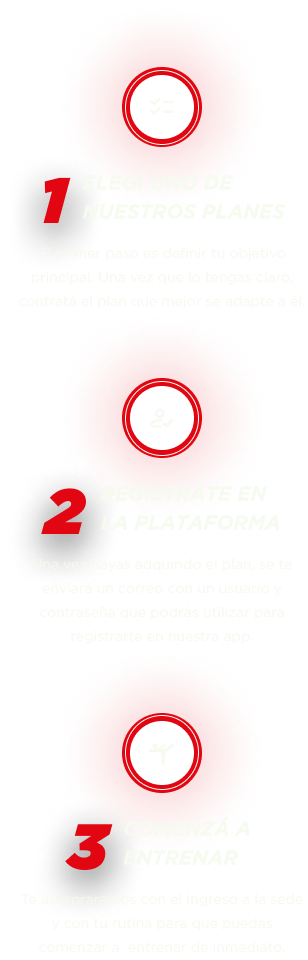 1 ELEGÍ UNO DE
NUESTROS PLANES
El primer paso es definir tu objetivo
principal. Una vez que lo tengas claro,
contratá el plan que mejor se adapte a él.
2 REGISTRATE EN
LA PLATAFORMA
Una vez hayas adquirido el plan, se te
enviará un correo con un usuario y
contraseña que podrás utilizar para
registrarte en nuestra app.
3 COMENZÁ A
ENTRENAR
Te con el ingreso a la sede
y con tu rutina para que puedas
comenzar a entrenar de inmediato.